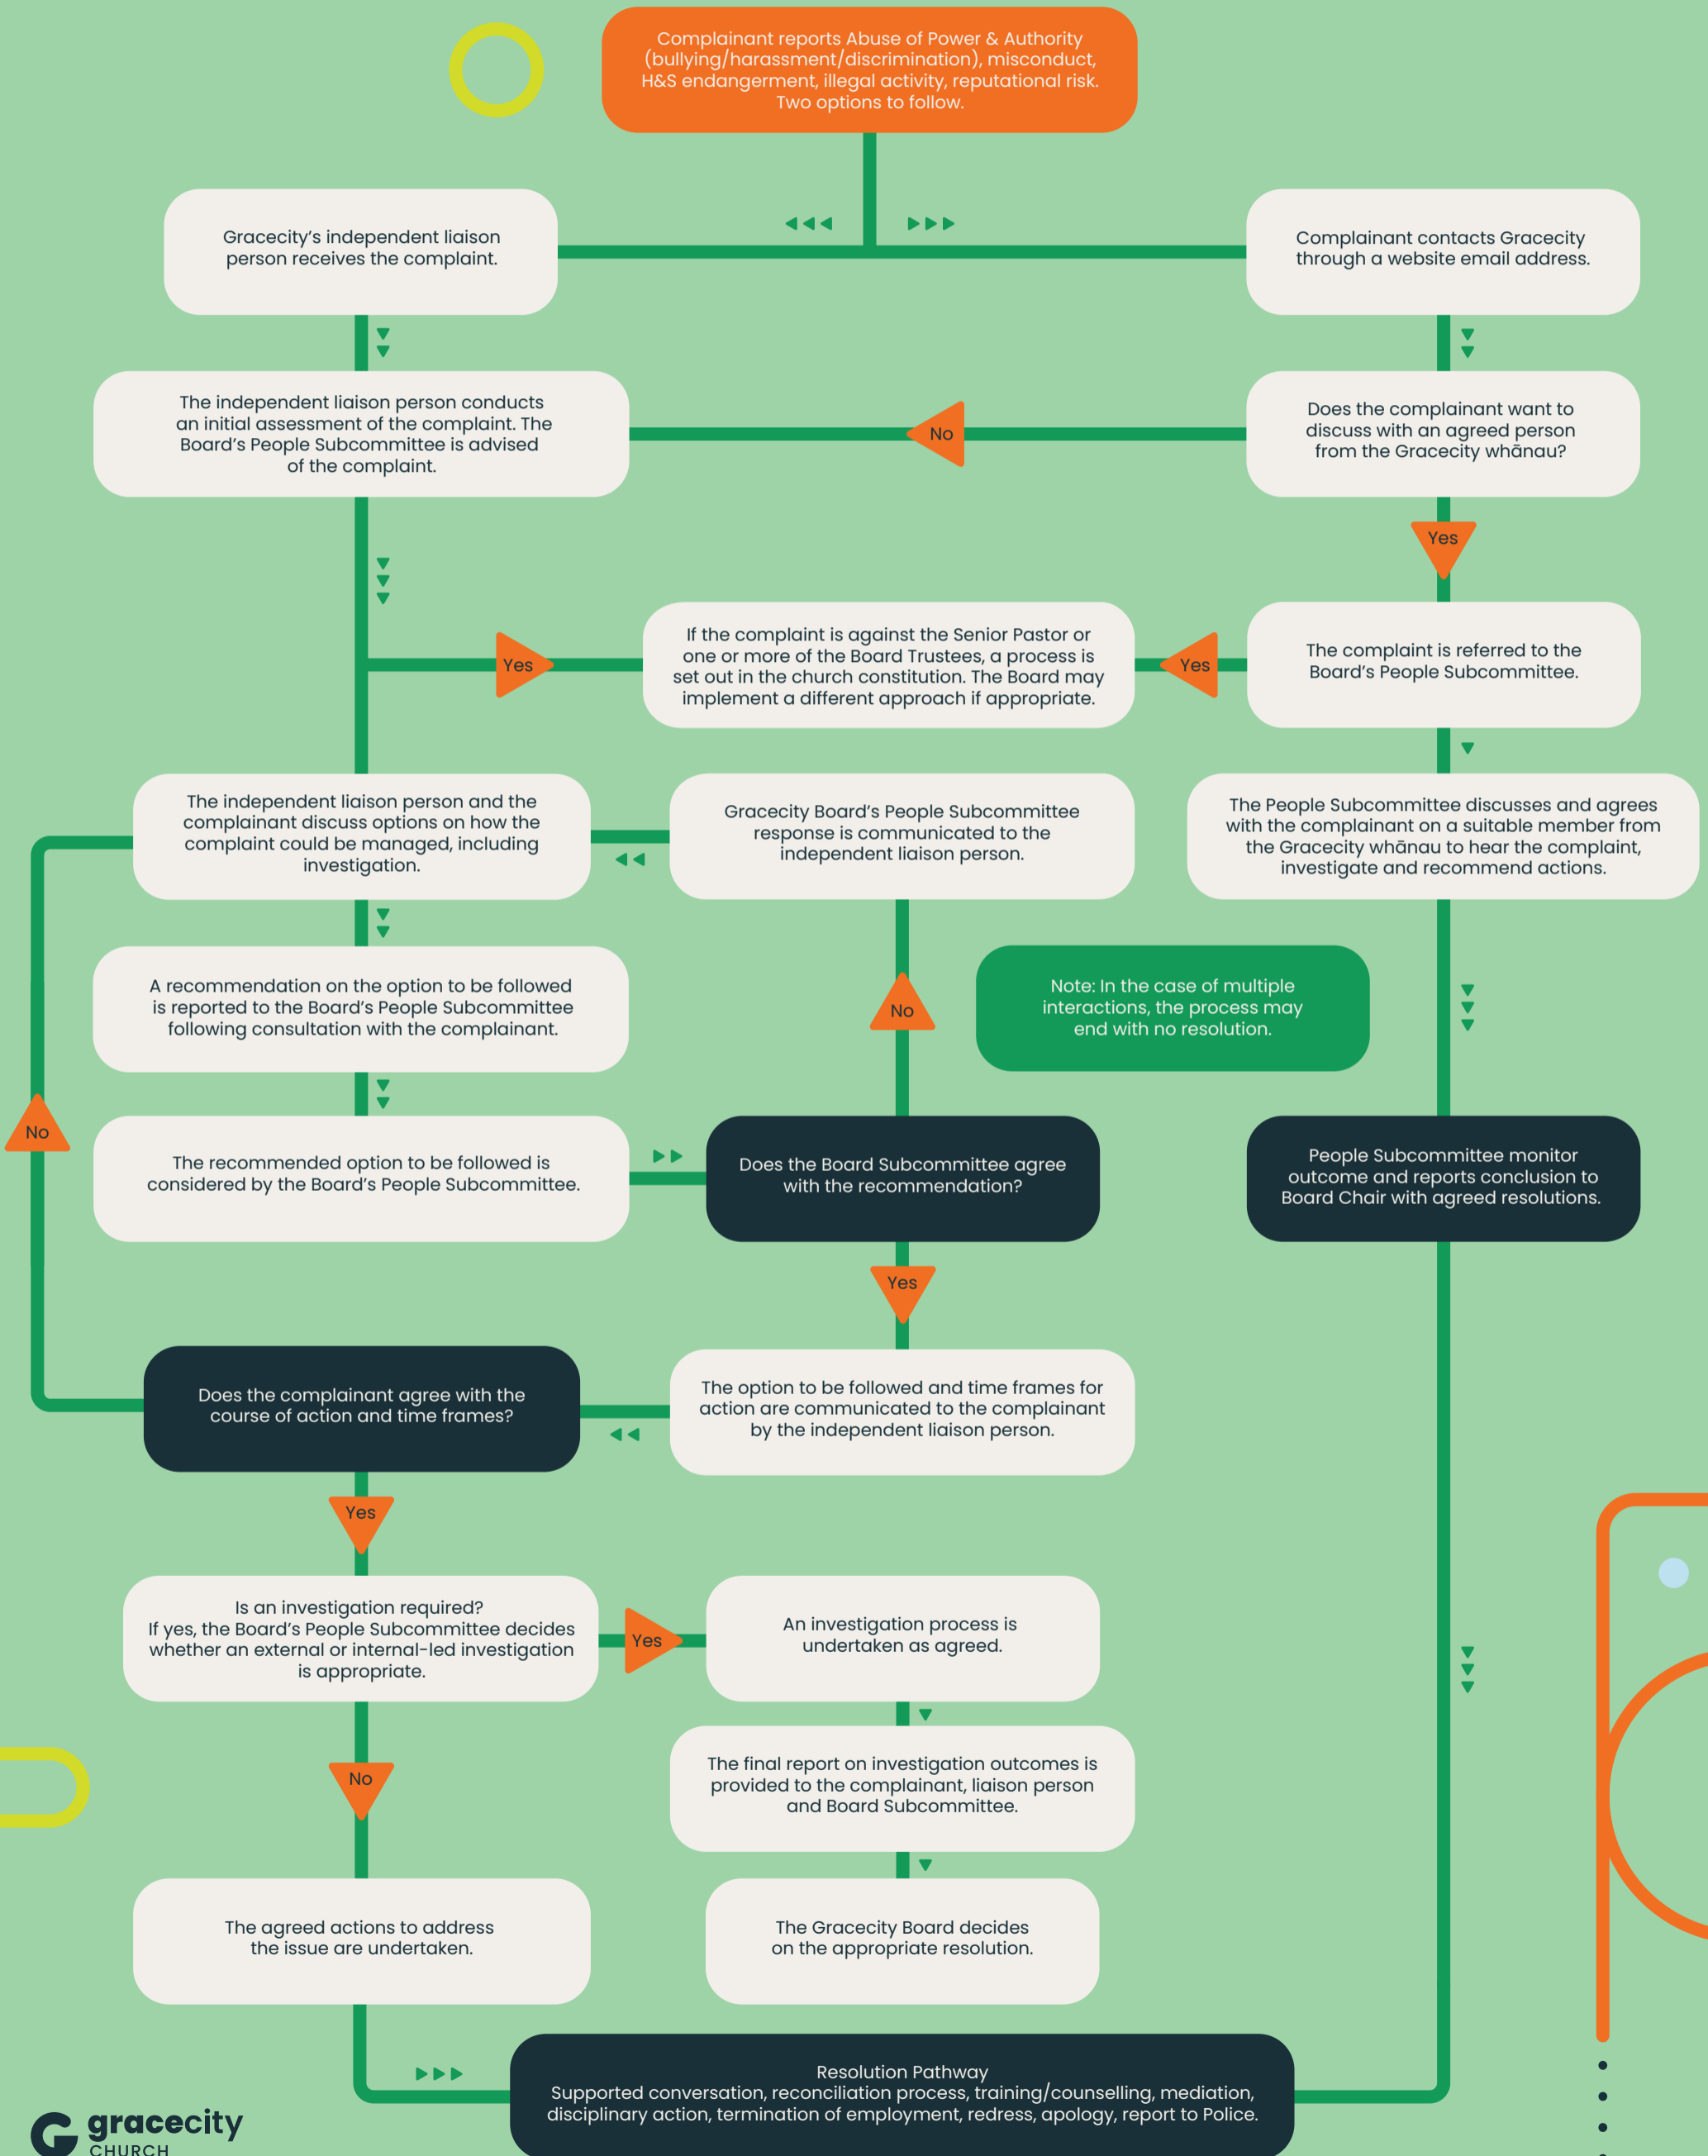 Complainant reports Abuse of Power & Authority
(bullying/harassment/discrimination), misconduct,
H&S endangerment, illegal activity, reputational risk.
Two options to follow.
Gracecity’s independent liaison
person receives the complaint.
Complainant contacts Gracecity
through a website email address.
The independent liaison person conducts
an initial assessment of the complaint. The
Board’s People Subcommittee is advised
of the complaint.
No
Does the complainant want to
discuss with an agreed person
from the Gracecity whānau?
Yes
Yes
If the complaint is against the Senior Pastor or
one or more of the Board Trustees, a process is
set out in the church constitution. The Board may
implement a different approach if appropriate.
Yes
The complaint is referred to the
Board’s People Subcommittee.
The independent liaison person and the
complainant discuss options on how the
complaint could be managed, including
investigation.
Gracecity Board’s People Subcommittee
response is communicated to the
independent liaison person.
The People Subcommittee discusses and agrees
with the complainant on a suitable member from
the Gracecity whānau to hear the complaint,
investigate and recommend actions.
A recommendation on the option to be followed
is reported to the Board’s People Subcommittee
following consultation with the complainant.
No
Note: In the case of multiple
interactions, the process may
end with no resolution.
No
The recommended option to be followed is
considered by the Board’s People Subcommittee.
Does the Board Subcommittee agree
with the recommendation?
People Subcommittee monitor
outcome and reports conclusion to
Board Chair with agreed resolutions.
Yes
Does the complainant agree with the
course of action and time frames?
The option to be followed and time frames for
action are communicated to the complainant
by the independent liaison person.
Yes
Is an investigation required?
If yes, the Board’s People Subcommittee decides
whether an external or internal-led investigation
is appropriate.
Yes
An investigation process is
undertaken as agreed.
No
The final report on investigation outcomes is
provided to the complainant, liaison person
and Board Subcommittee.
The agreed actions to address
the issue are undertaken.
The Gracecity Board decides
on the appropriate resolution.
Resolution Pathway
Supported conversation, reconciliation process, training/counselling, mediation,
disciplinary action, termination of employment, redress, apology, report to Police.
gracecity
CHURCH